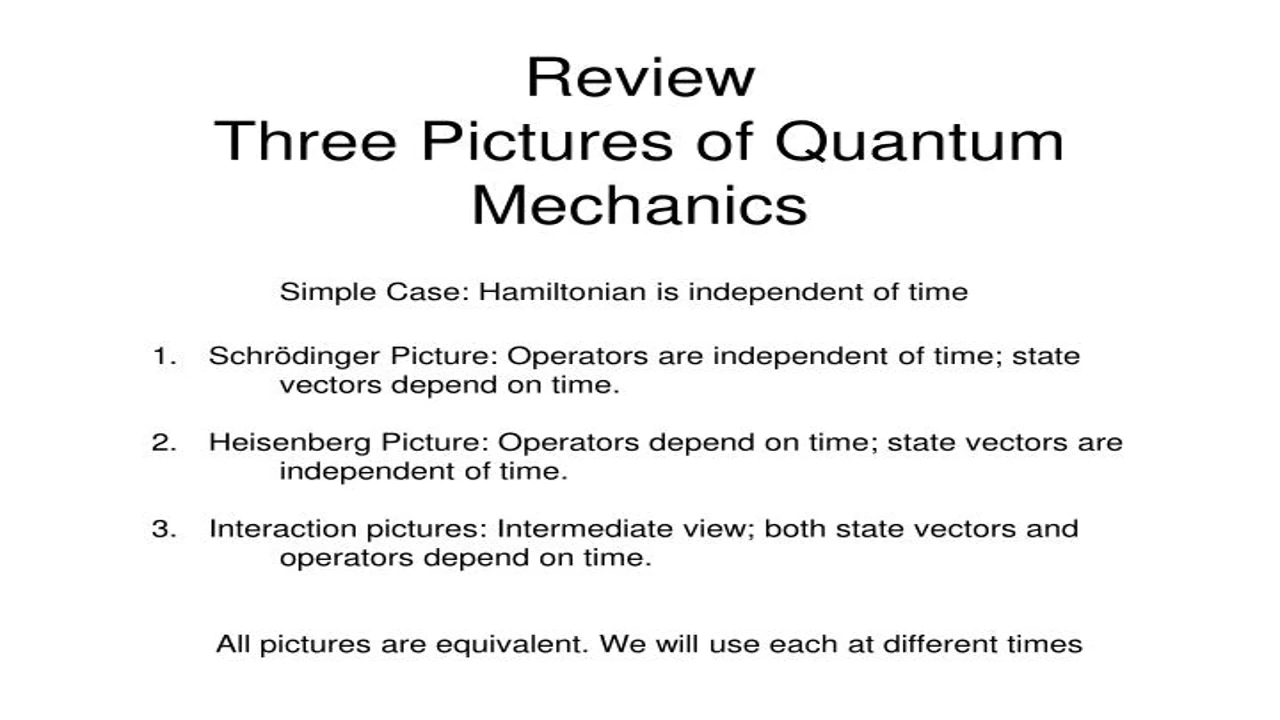 Review
Three Pictures of Quantum
Mechanics
Simple Case: Hamiltonian is independent of time
1. Schrödinger Picture: Operators are independent of time; state
vectors depend on time.
2. Heisenberg Picture: Operators depend on time; state vectors are
independent of time.
3. Interaction pictures: Intermediate view; both state vectors and
operators depend on time.
All pictures are equivalent. We will use each at different times